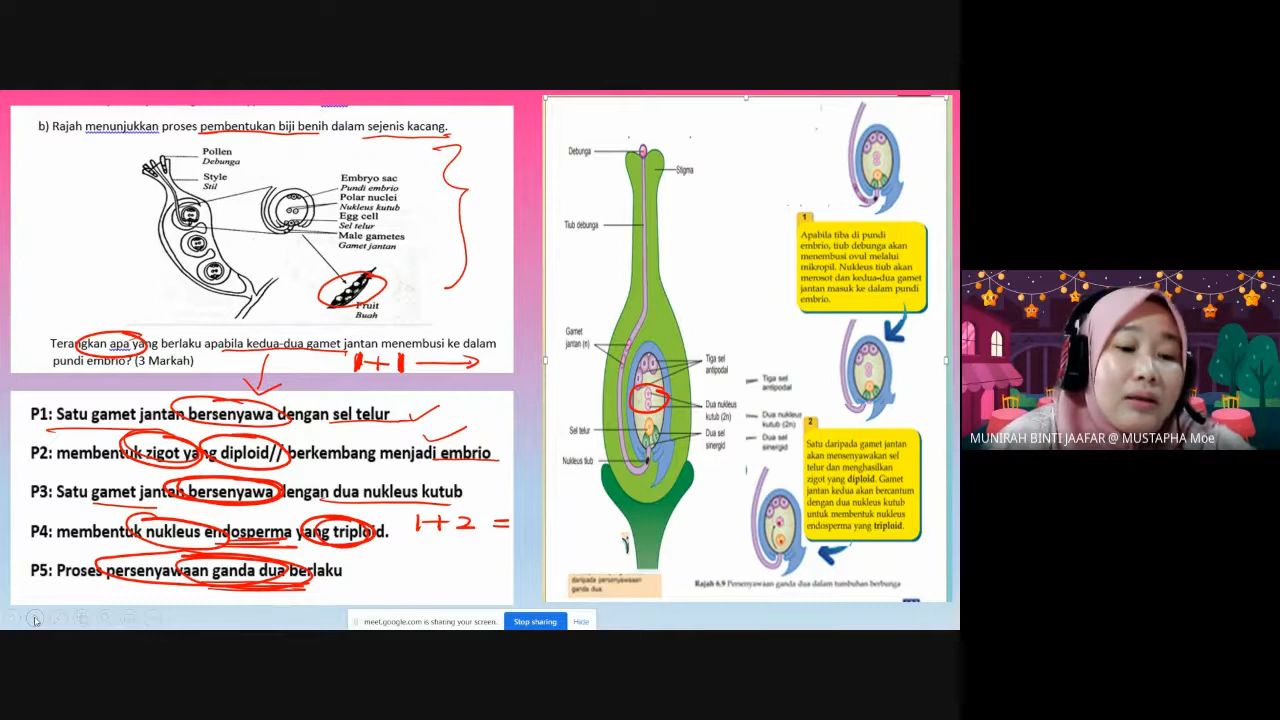 b) Rajah menunjukkan proses pembentukan biji benih dalam sejenis kacang.
Pollen
Debunga
Style
Stil
Embryo sac
Pundi embrio
Polar nuclei
Nukleus kutub
Egg cell
Sel telur
Male gametes
Gamet jantan
Fruit
Buah
Terangkan apa yang berlaku apabila kedua-dua gamet jantan menembusi ke dalam
pundi embrio? (3 Markah)
1+1
P1: Satu gamet jantan bersenyawa dengan sel telur
P2: membentuk zigot yang diploid// berkembang menjadi embrio
P3: Satu gamet jantan bersenyawa dengan dua nukleus kutub
P4: membentuk nukleus endosperma yang triploid.
1+2 =
P5: Proses persenyawaan ganda dua berlaku
meet.google.com is sharing your screen.
Stop sharing
Hide
Debunga
Stigma
Tiub debunga
Gamet
jantan (n)
Tiga sel
antipodal
Dua nukleus
kutub (2n)
Sel telur
Dua sel
sinergid
Nukleus tiub
Tiga sel
antipodal
Dua nukleus
kutub (2n)
Dua sel
sinergid
1
Apabila tiba di pundi
embrio, tiub debunga akan
menembusi ovul melalui
mikropil. Nukleus tiub akan
merosot dan kedua-dua gamet
jantan masuk ke dalam pundi
embrio.
2
Satu daripada gamet jantan
akan mensenyawakan sel
telur dan menghasilkan
zigot yang diploid. Gamet
jantan kedua akan bercantum
dengan dua nukleus kutub
untuk membentuk nukleus
endosperma yang triploid.
daripada persenyawaan
ganda dua
Rajah 6.9 Persenyawaan ganda dua dalam tumbuhan berbunga
MUNIRAH BINTI JAAFAR @ MUSTAPHA Moe